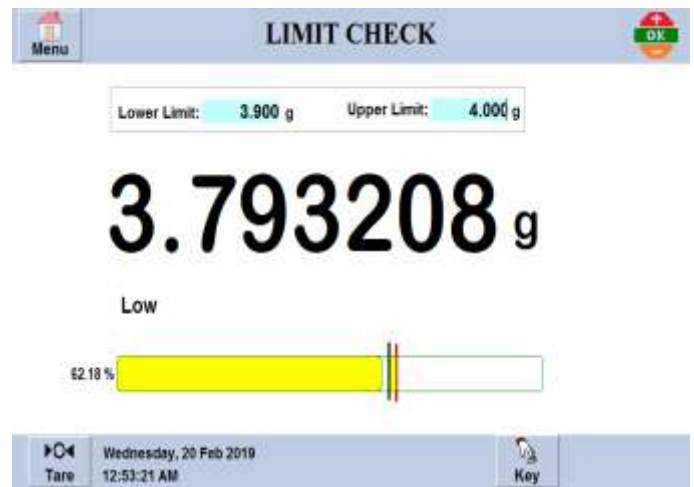 Menu
LIMIT CHECK
+
OK
−
Lower Limit: 3.900 g Upper Limit: 4.000 g
3.793208 g
Low
62.18 %
Tare
Wednesday, 20 Feb 2019
12:53:21 AM
Key